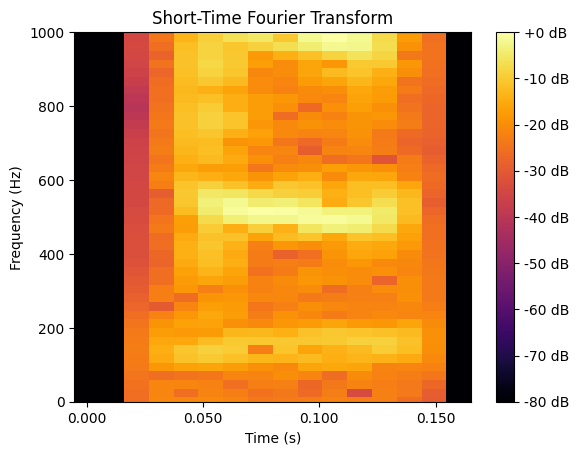 Short-Time Fourier Transform
1000
800
600
400
200
0
Frequency (Hz)
0.000
0.050
0.100
0.150
Time (s)
+0 dB
-10 dB
-20 dB
-30 dB
-40 dB
-50 dB
-60 dB
-70 dB
-80 dB